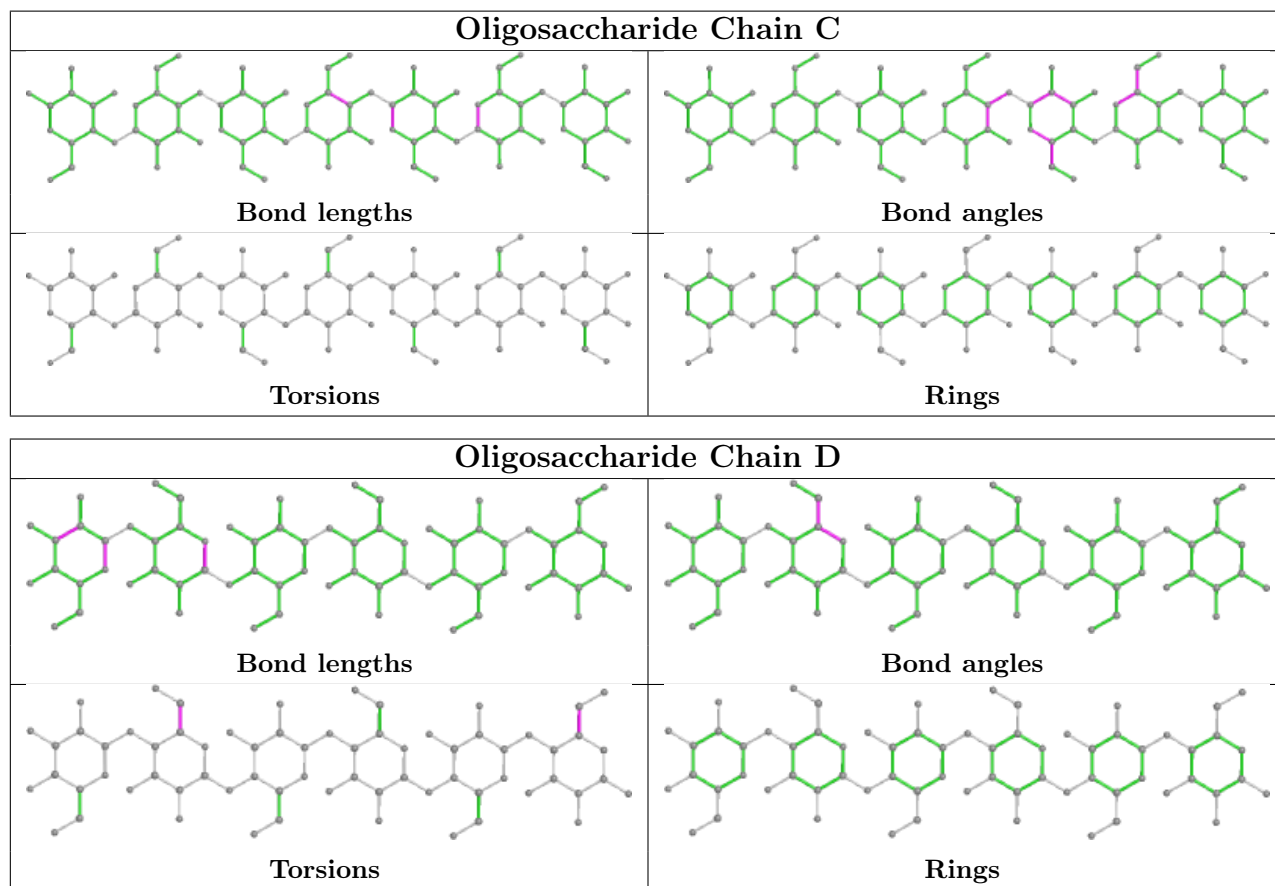 Oligosaccharide Chain C
Bond lengths
Bond angles
Torsions
Rings
Oligosaccharide Chain D
Bond lengths
Bond angles
Torsions
Rings